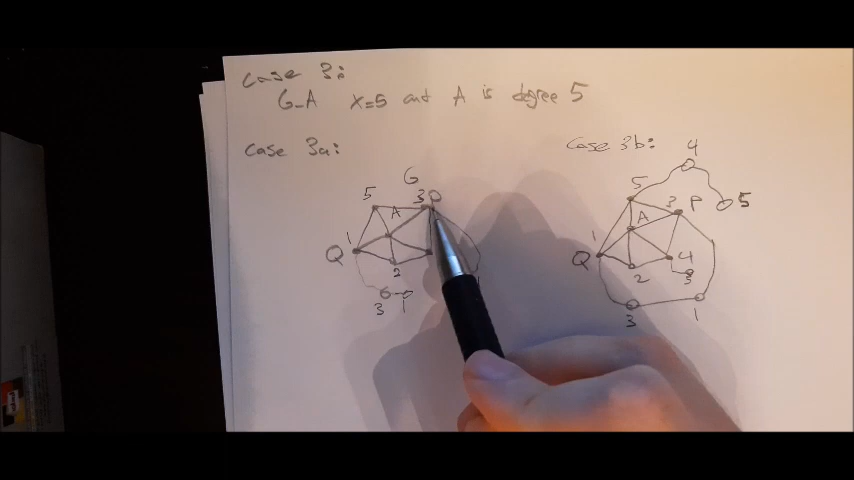 Case 3:
G-A X=5 and A is degree 5
Case 3a:
Case 3b:
G
5 A 3 P
Q 1
2
3 1
4
5 5
A 3 P
Q 1
2 4
5
3 1